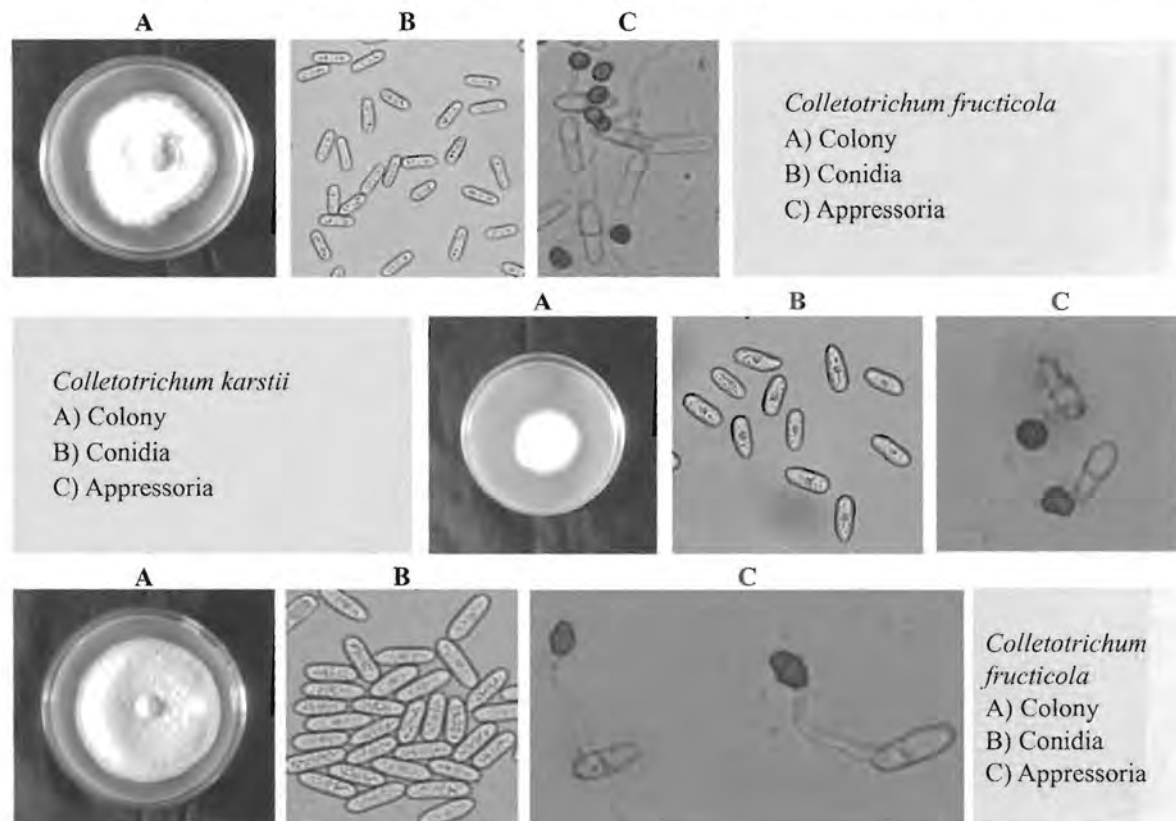 A B C
Colletotrichum fructicola
A) Colony
B) Conidia
C) Appressoria
A B C
Colletotrichum karstii
A) Colony
B) Conidia
C) Appressoria
A B C
Colletotrichum
fructicola
A) Colony
B) Conidia
C) Appressoria